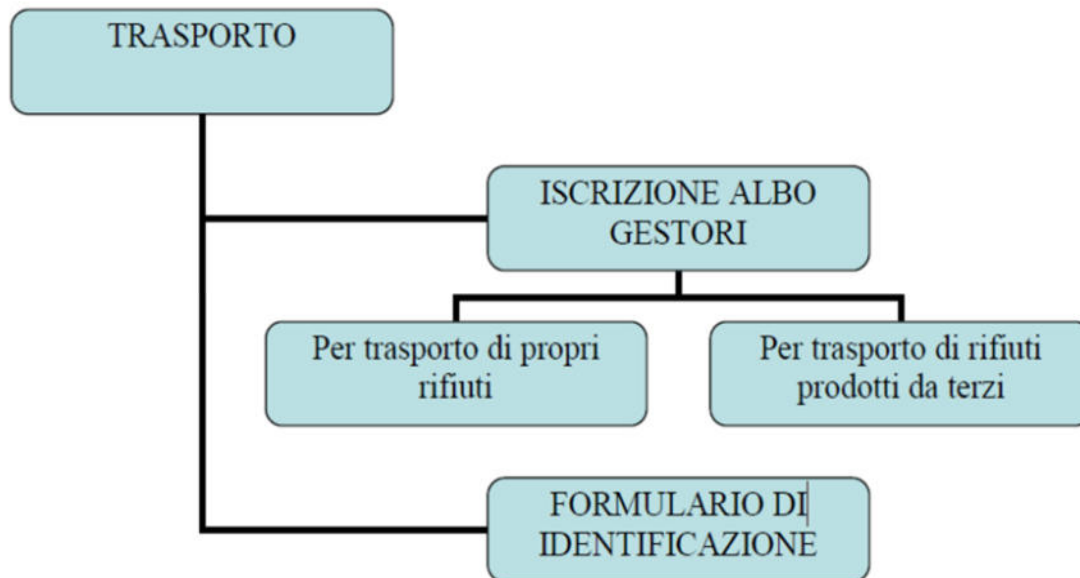 TRASPORTO
ISCRIZIONE ALBO
GESTORI
Per trasporto di propri
rifiuti
Per trasporto di rifiuti
prodotti da terzi
FORMULARIO DI
IDENTIFICAZIONE